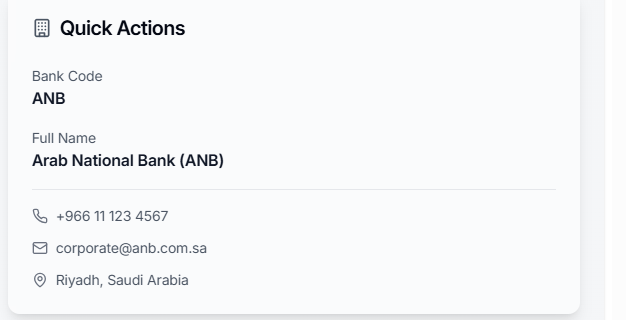 Quick Actions
Bank Code
ANB
Full Name
Arab National Bank (ANB)
+966 11 123 4567
corporate@anb.com.sa
Riyadh, Saudi Arabia